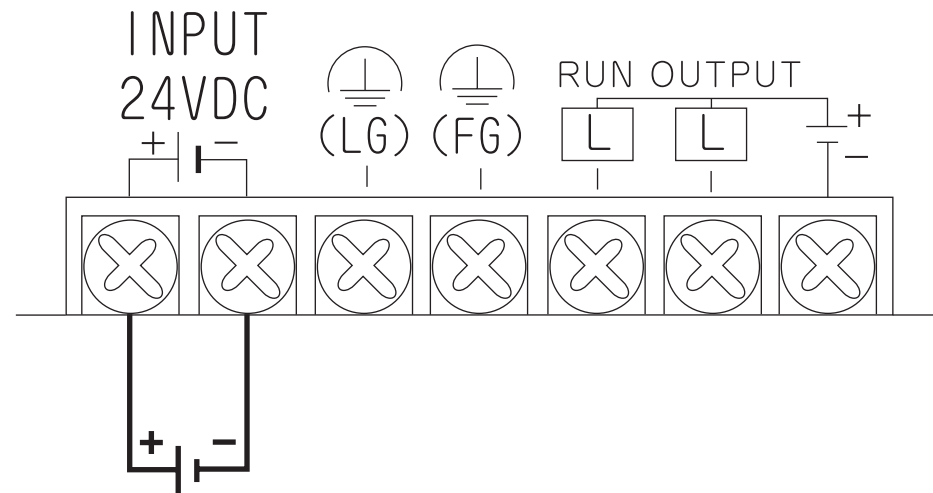 INPUT
24VDC
+ −
(LG) (FG)
RUN OUTPUT
L L
+
−
+ −